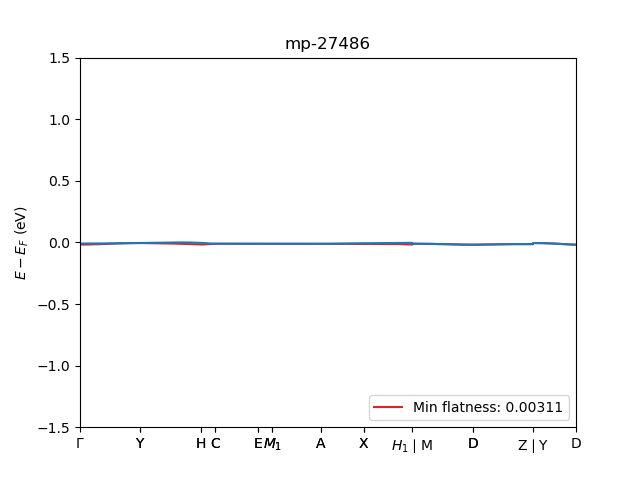 mp-27486
E − E_F (eV)
1.5
1.0
0.5
0.0
−0.5
−1.0
−1.5
Min flatness: 0.00311
Γ Y H C E M₁ A X H₁ | M D Z | Y D